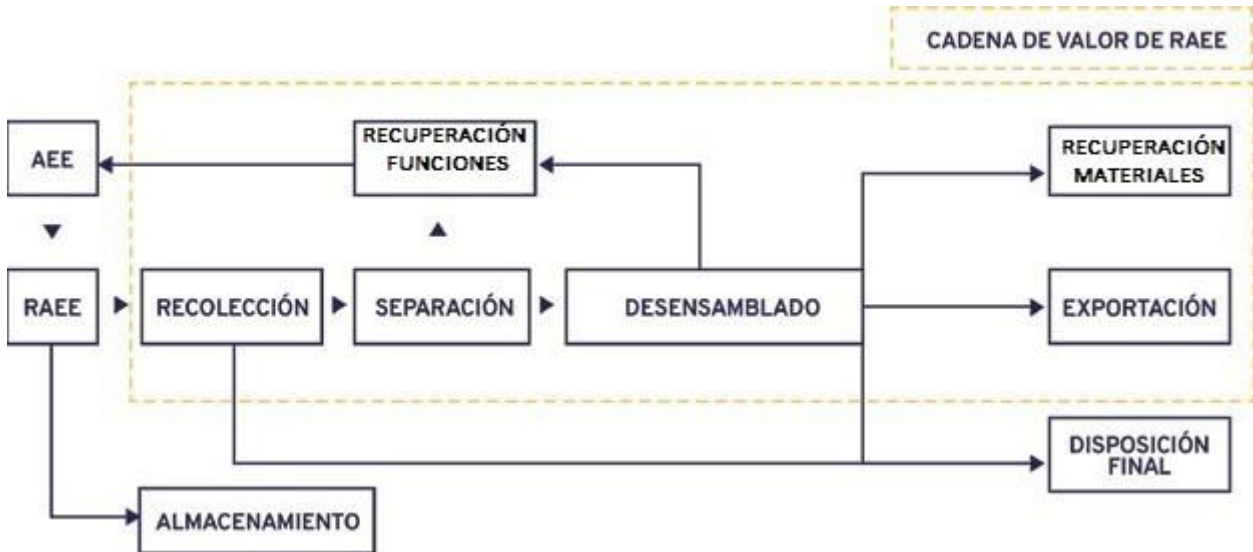 CADENA DE VALOR DE RAEE
AEE
RECUPERACIÓN
FUNCIONES
RECUPERACIÓN
MATERIALES
RAEE
RECOLECCIÓN
SEPARACIÓN
DESENSAMBLADO
EXPORTACIÓN
DISPOSICIÓN
FINAL
ALMACENAMIENTO